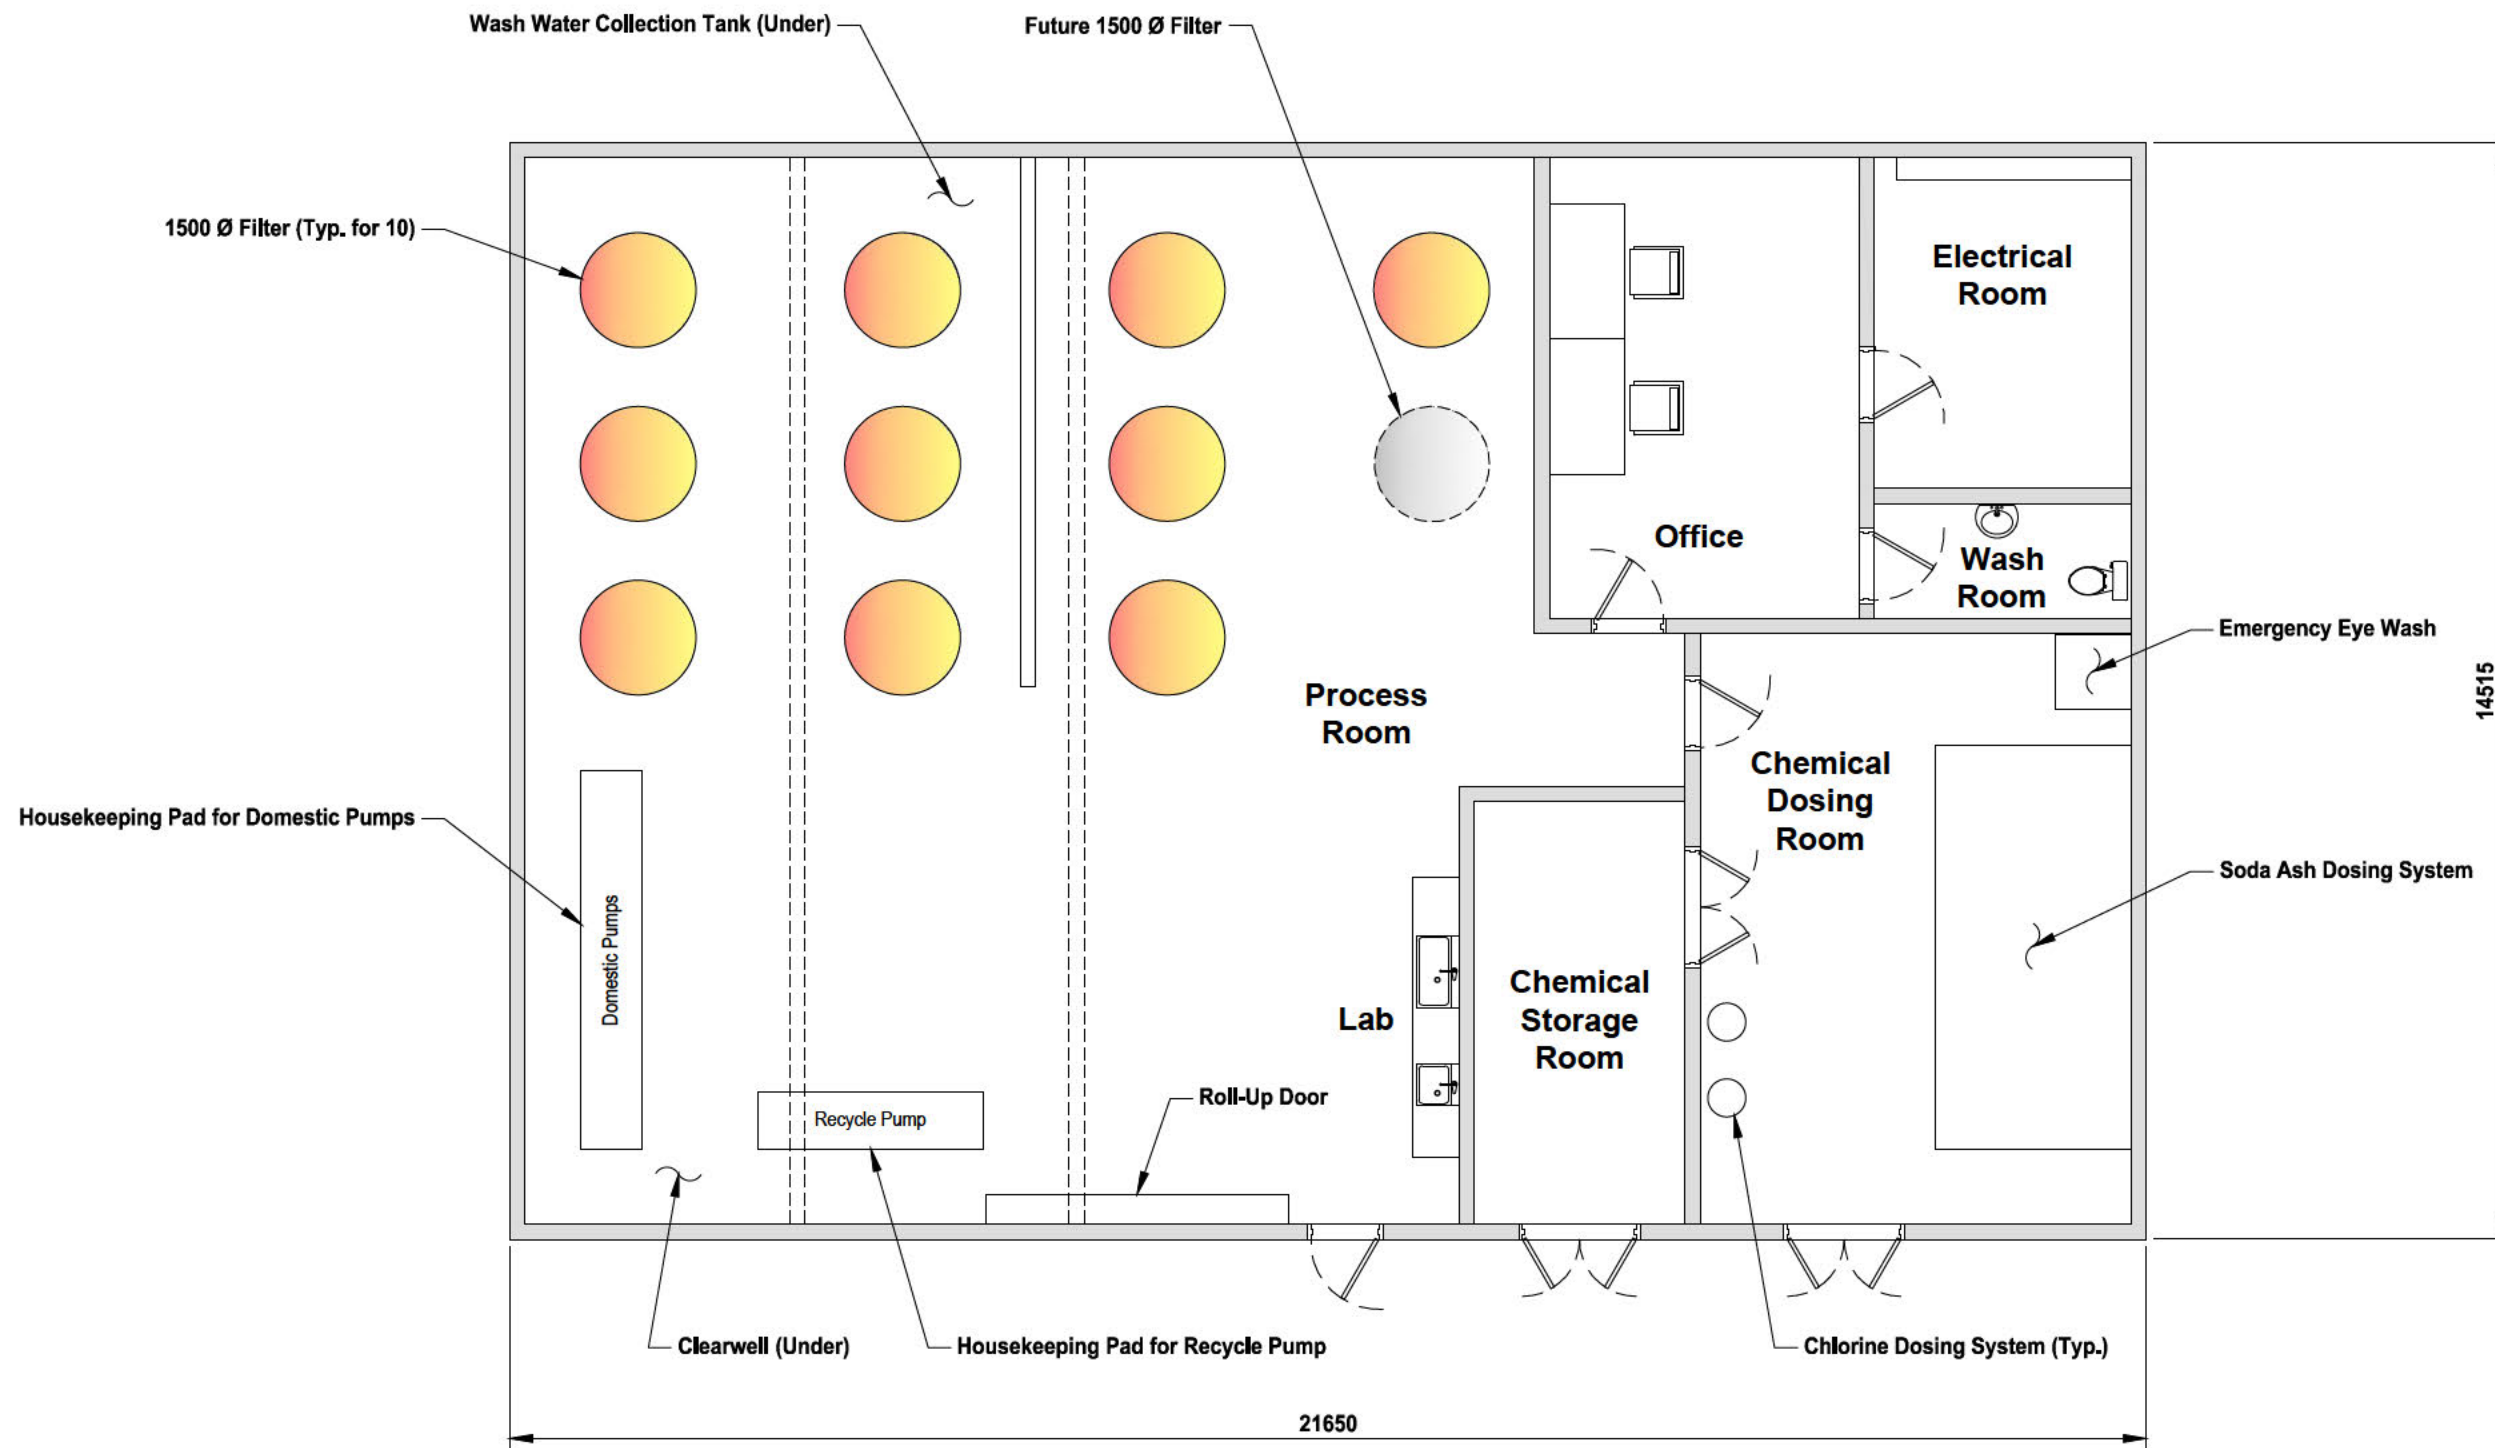 Wash Water Collection Tank (Under)
Future 1500 Ø Filter
1500 Ø Filter (Typ. for 10)
Electrical
Room
Office
Wash
Room
Emergency Eye Wash
14515
Process
Room
Chemical
Dosing
Room
Housekeeping Pad for Domestic Pumps
Domestic Pumps
Soda Ash Dosing System
Chemical
Storage
Room
Lab
Roll-Up Door
Recycle Pump
Clearwell (Under)
Housekeeping Pad for Recycle Pump
Chlorine Dosing System (Typ.)
21650